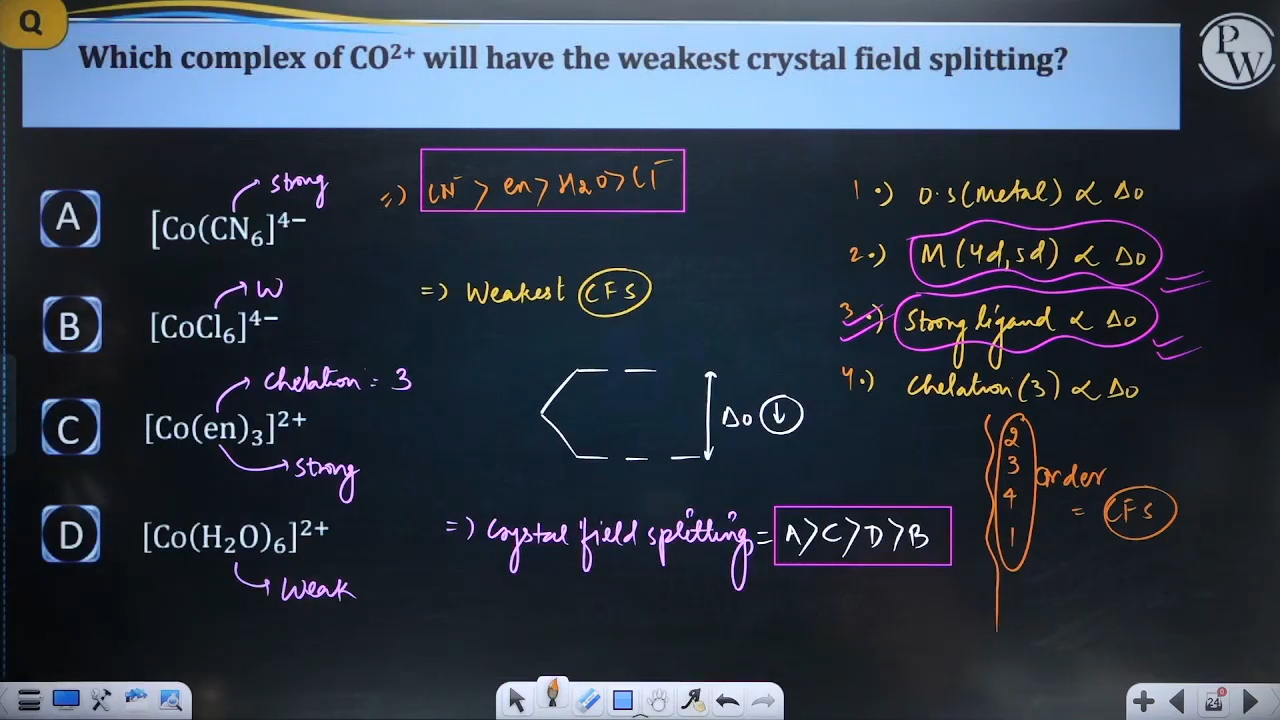 Q
Which complex of CO²⁺ will have the weakest crystal field splitting?
P
W
strong
A
[Co(CN₆]⁴⁻
=) CN⁻ > en > H₂O > Cl⁻
W
B
[CoCl₆]⁴⁻
=) Weakest CFS
chelation = 3
C
[Co(en)₃]²⁺
strong
Δo ↓
D
[Co(H₂O)₆]²⁺
Weak
=) Crystal field splitting = A>C>D>B
1.) O.S(Metal) ∝ Δo
2.) M(4d,5d) ∝ Δo
3.) Strong ligand ∝ Δo
4.) Chelation(3) ∝ Δo
2
3
4
1
order
= CFS
24